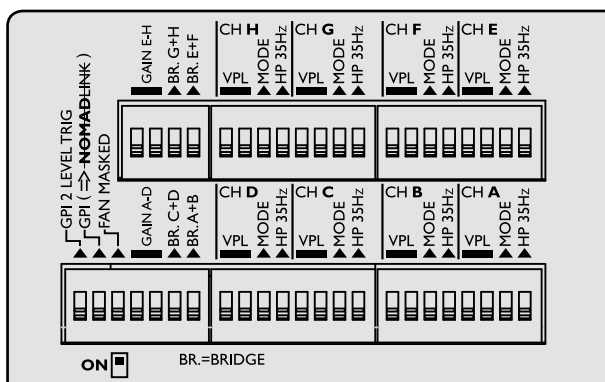 GAIN E-H
BR. G+H
BR. E+F
CH H
VPL
MODE
HP 35Hz
CH G
VPL
MODE
HP 35Hz
CH F
VPL
MODE
HP 35Hz
CH E
VPL
MODE
HP 35Hz
GPI 2 LEVEL TRIG
GPI ( => NOMADLINK )
FAN MASKED
GAIN A-D
BR. C+D
BR. A+B
CH D
VPL
MODE
HP 35Hz
CH C
VPL
MODE
HP 35Hz
CH B
VPL
MODE
HP 35Hz
CH A
VPL
MODE
HP 35Hz
ON
BR.=BRIDGE